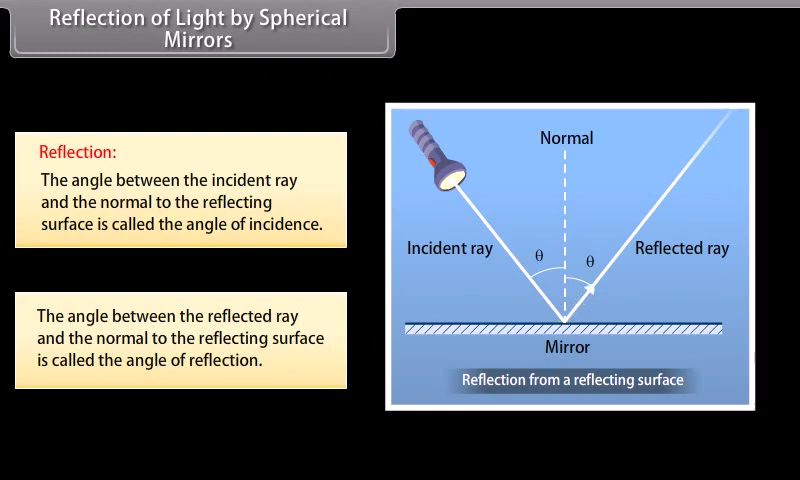 Reflection of Light by Spherical
Mirrors
Reflection:
The angle between the incident ray
and the normal to the reflecting
surface is called the angle of incidence.
The angle between the reflected ray
and the normal to the reflecting surface
is called the angle of reflection.
Normal
Incident ray
θ
θ
Reflected ray
Mirror
Reflection from a reflecting surface